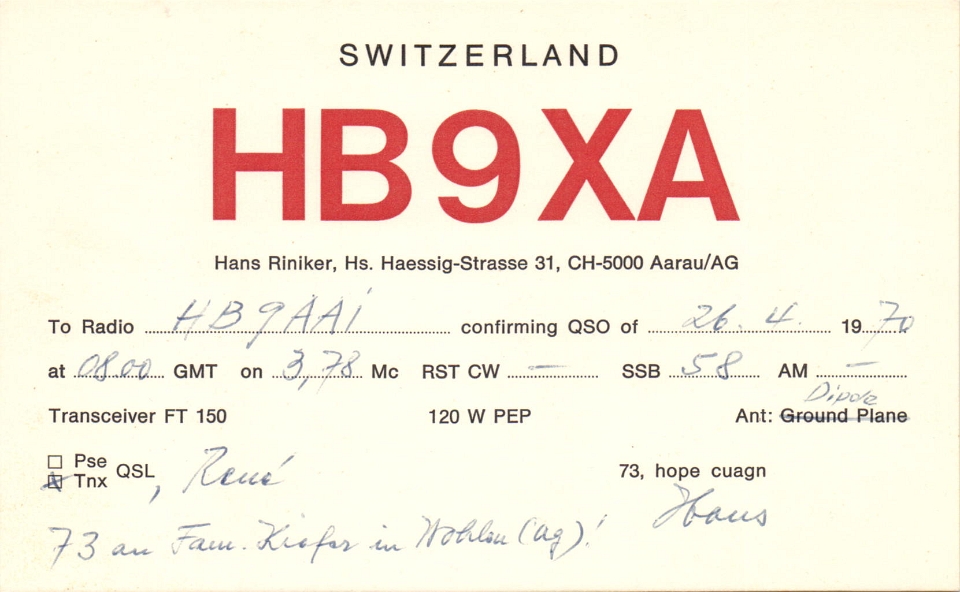 SWITZERLAND
HB9XA
Hans Riniker, Hs. Haessig-Strasse 31, CH-5000 Aarau/AG
To Radio HB9AAI confirming QSO of 26. 4. 1970
at 0800 GMT on 3,78 Mc RST CW — SSB 58 AM —
Dipole
Transceiver FT 150 120 W PEP Ant: Ground Plane
☐ Pse
☒ Tnx QSL, René 73, hope cuagn
Hans
73 an Fam. Kiefer in Wohlen (Ag)!